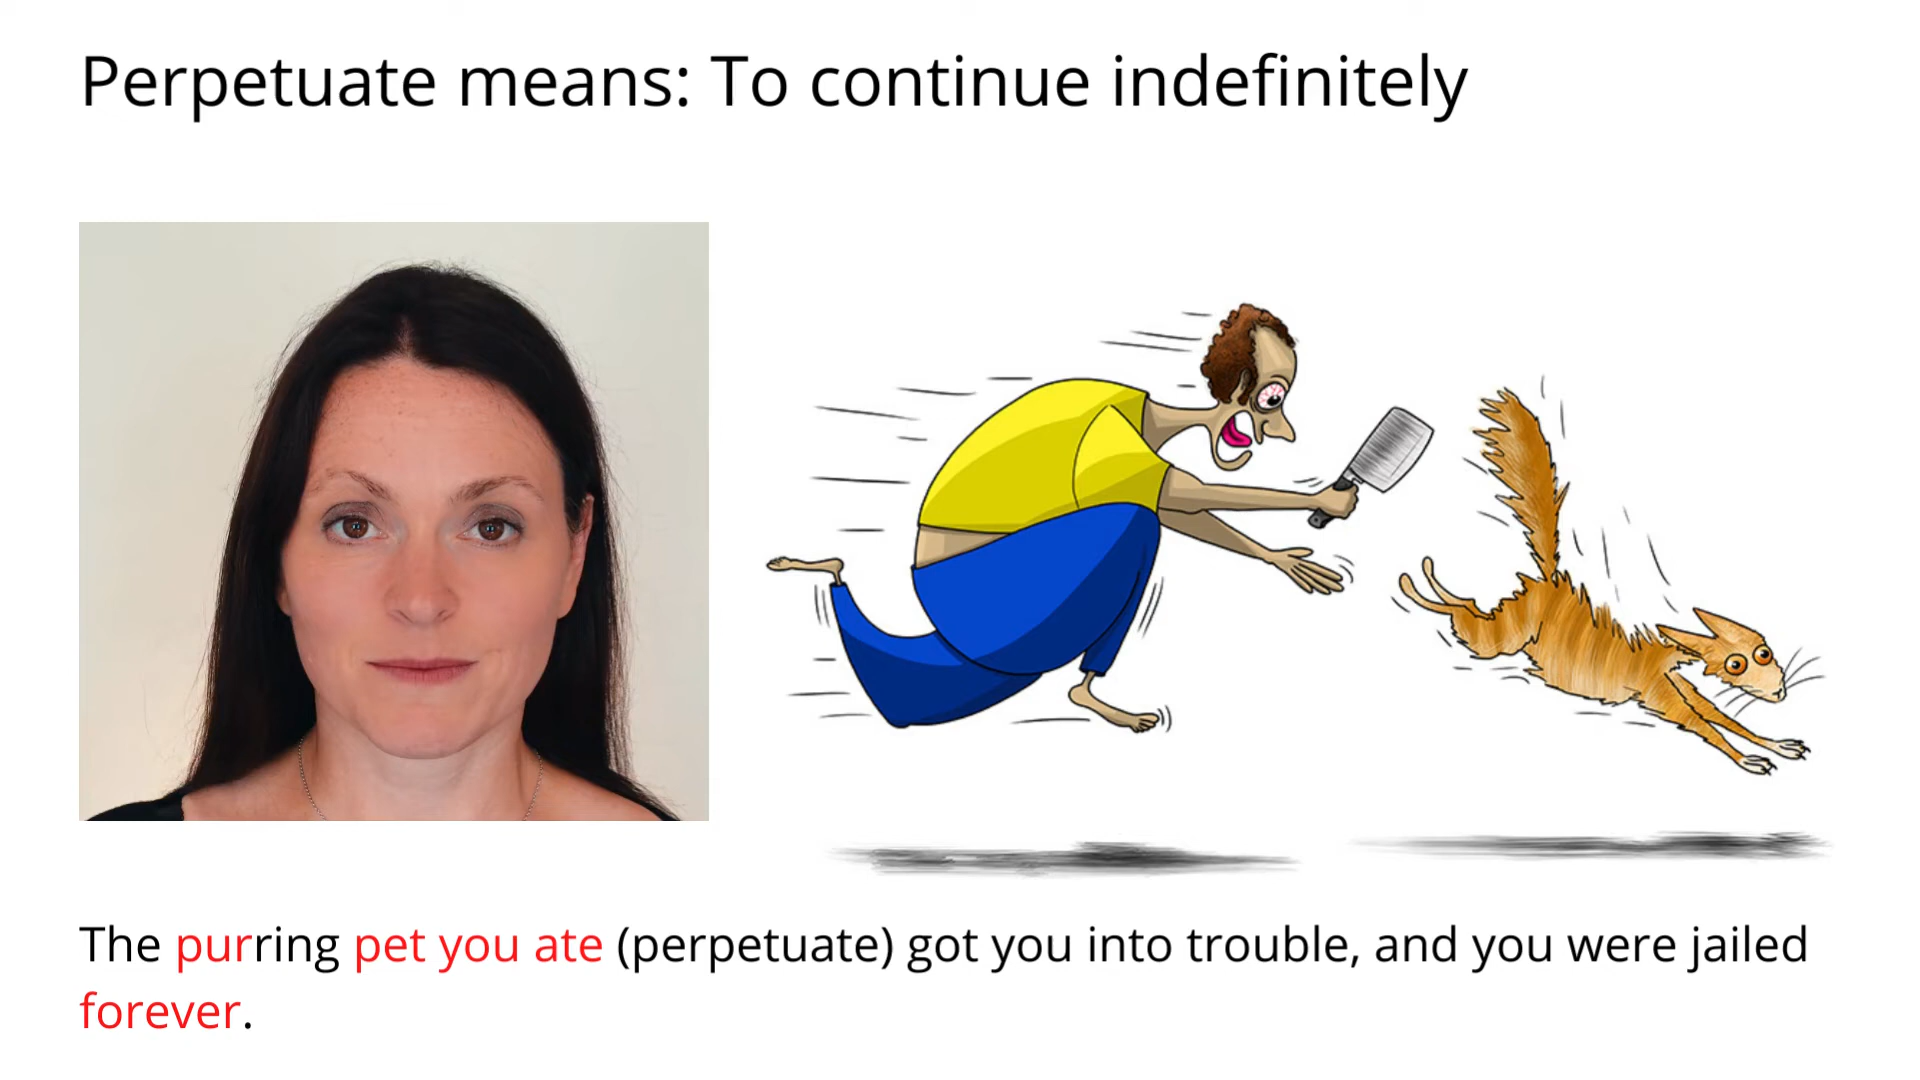 Perpetuate means: To continue indefinitely
The purring pet you ate (perpetuate) got you into trouble, and you were jailed
forever.